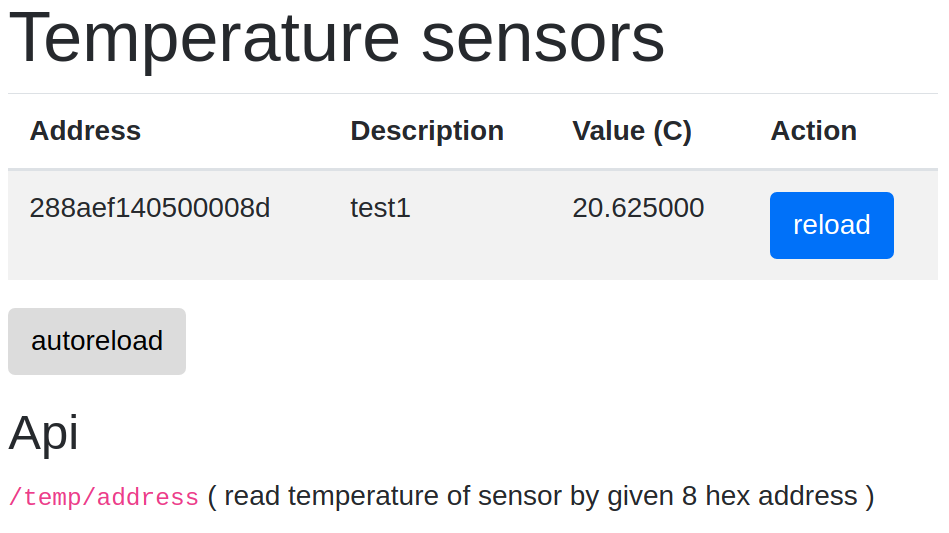 Temperature sensors
Address Description Value (C) Action
288aef140500008d test1 20.625000 reload
autoreload
Api
/temp/address ( read temperature of sensor by given 8 hex address )